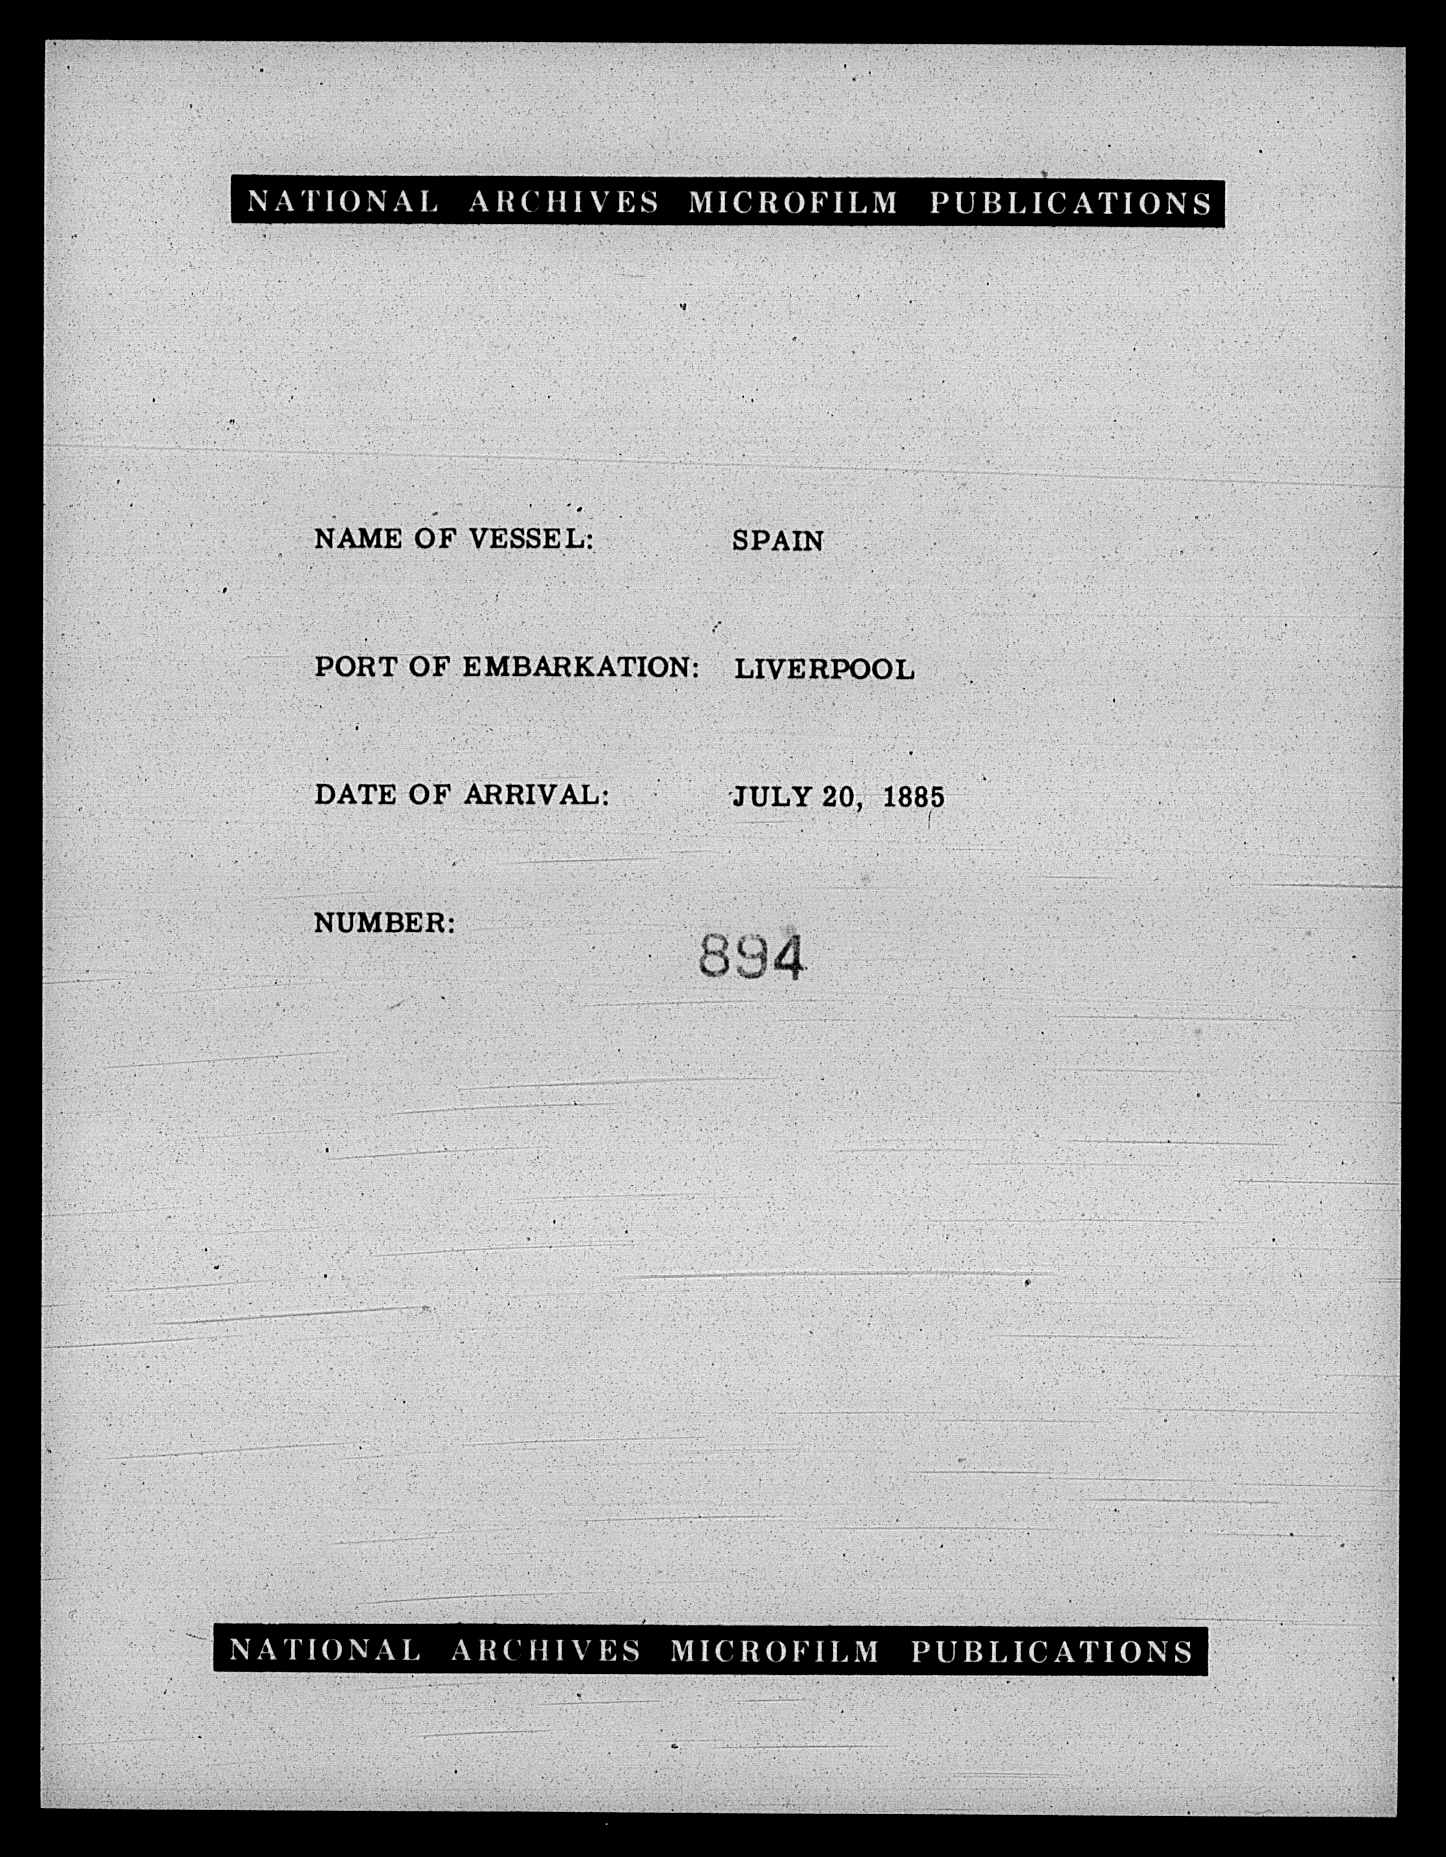 NATIONAL ARCHIVES MICROFILM PUBLICATIONS
NAME OF VESSEL: SPAIN
PORT OF EMBARKATION: LIVERPOOL
DATE OF ARRIVAL: JULY 20, 1885
NUMBER: 894
NATIONAL ARCHIVES MICROFILM PUBLICATIONS